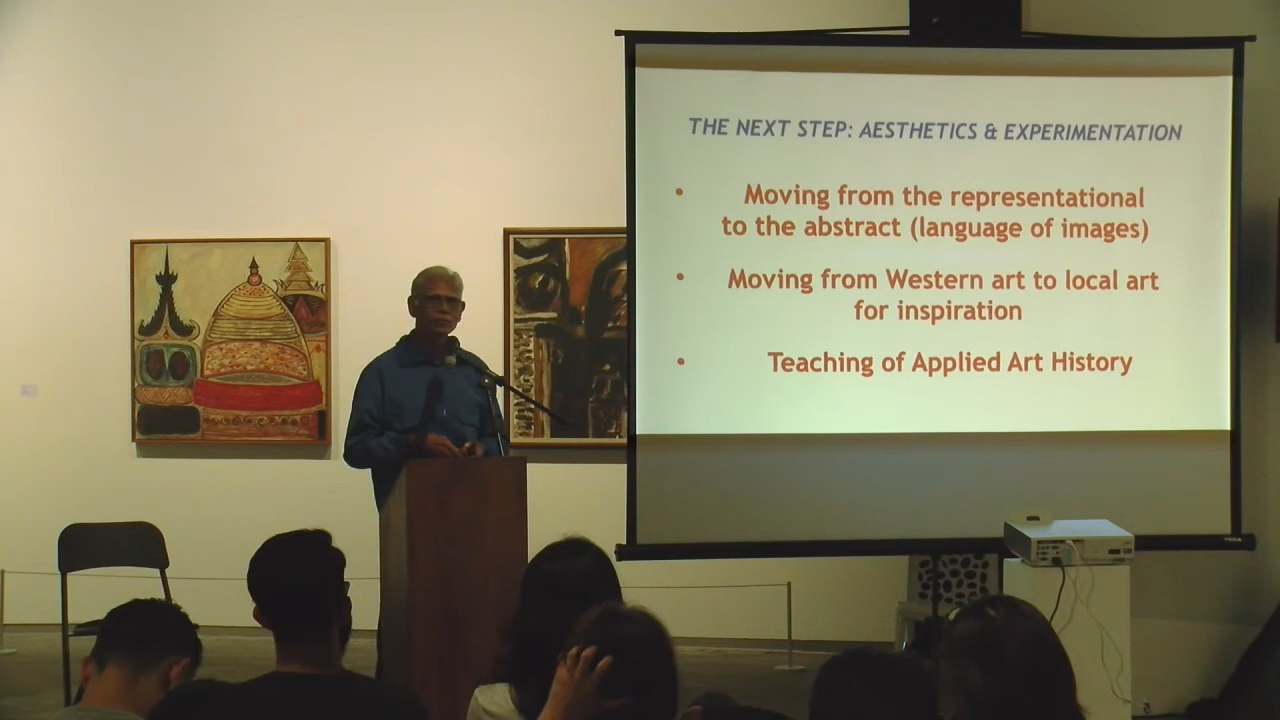 THE NEXT STEP: AESTHETICS & EXPERIMENTATION
• Moving from the representational
to the abstract (language of images)
• Moving from Western art to local art
for inspiration
• Teaching of Applied Art History